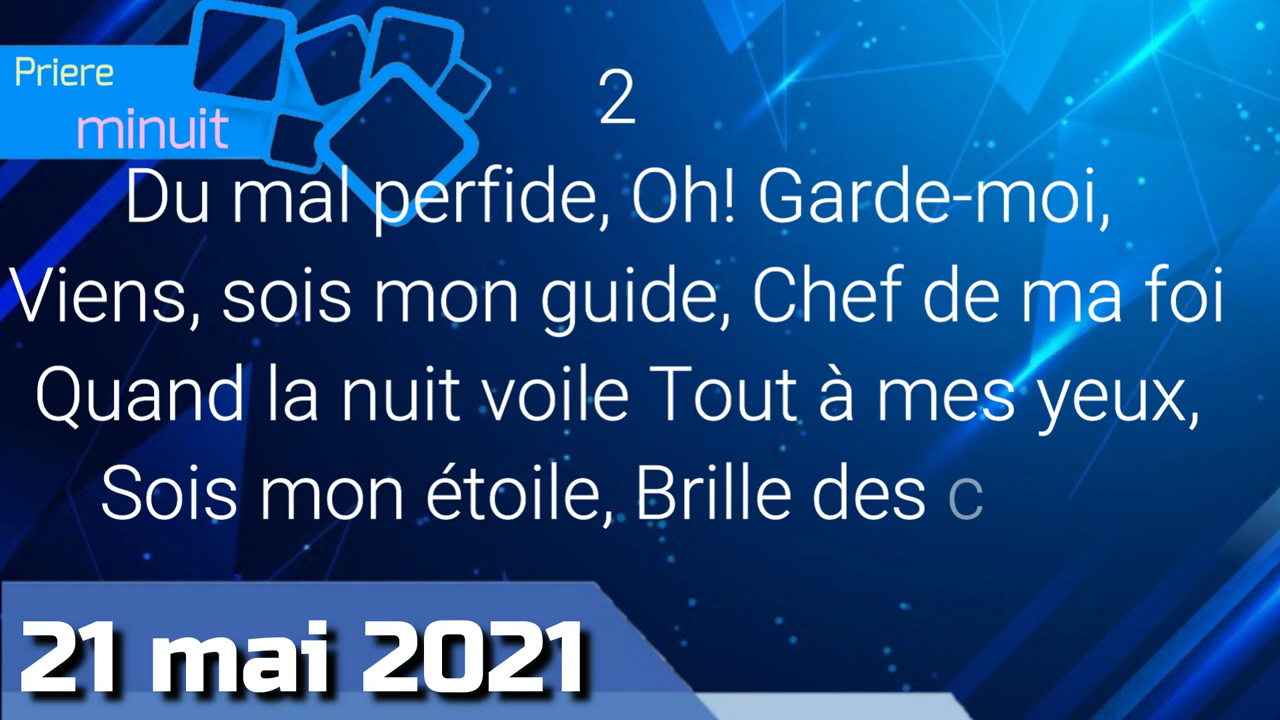 Priere
minuit
2
Du mal perfide, Oh! Garde-moi,
Viens, sois mon guide, Chef de ma foi
Quand la nuit voile Tout à mes yeux,
Sois mon étoile, Brille des c
21 mai 2021